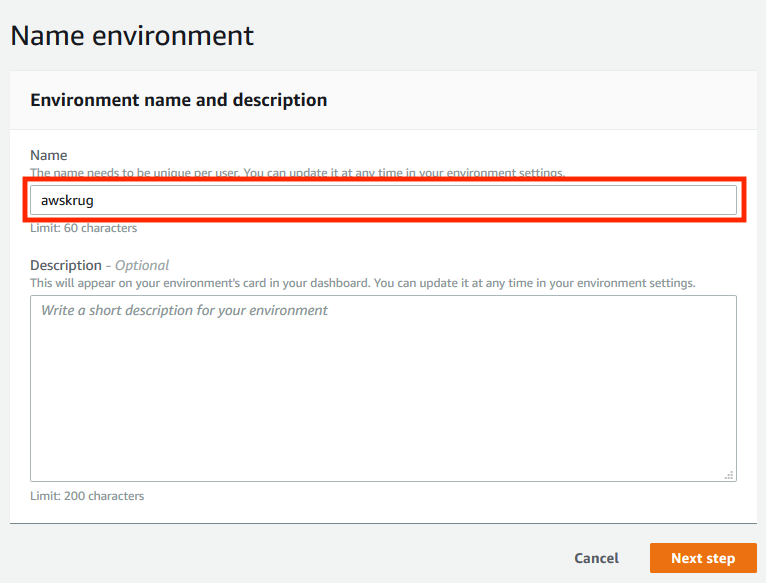 Name environment
Environment name and description
Name
The name needs to be unique per user. You can update it at any time in your environment settings.
awskrug
Limit: 60 characters
Description - Optional
This will appear on your environment's card in your dashboard. You can update it at any time in your environment settings.
Write a short description for your environment
Limit: 200 characters
Cancel Next step